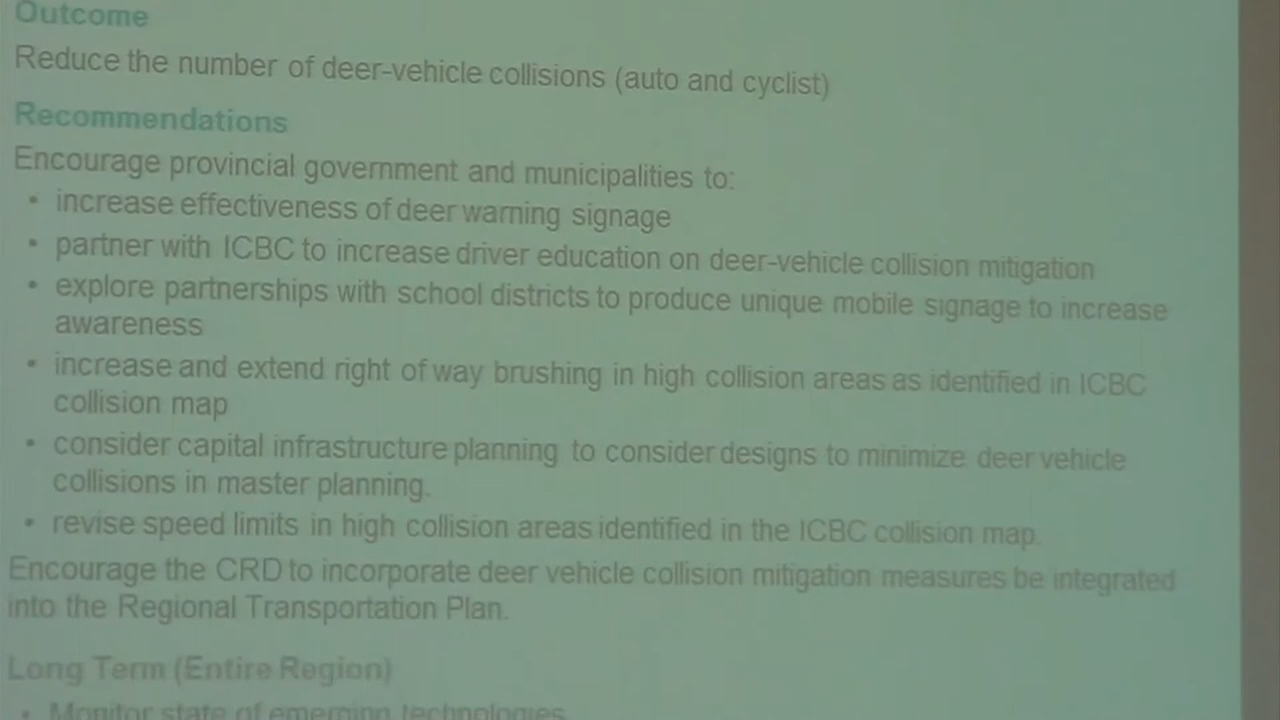 Outcome
Reduce the number of deer-vehicle collisions (auto and cyclist)
Recommendations
Encourage provincial government and municipalities to:
• increase effectiveness of deer warning signage
• partner with ICBC to increase driver education on deer-vehicle collision mitigation
• explore partnerships with school districts to produce unique mobile signage to increase
awareness
• increase and extend right of way brushing in high collision areas as identified in ICBC
collision map
• consider capital infrastructure planning to consider designs to minimize deer vehicle
collisions in master planning.
• revise speed limits in high collision areas identified in the ICBC collision map.
Encourage the CRD to incorporate deer vehicle collision mitigation measures be integrated
into the Regional Transportation Plan.
Long Term (Entire Region)
• Monitor state of emerging technologies